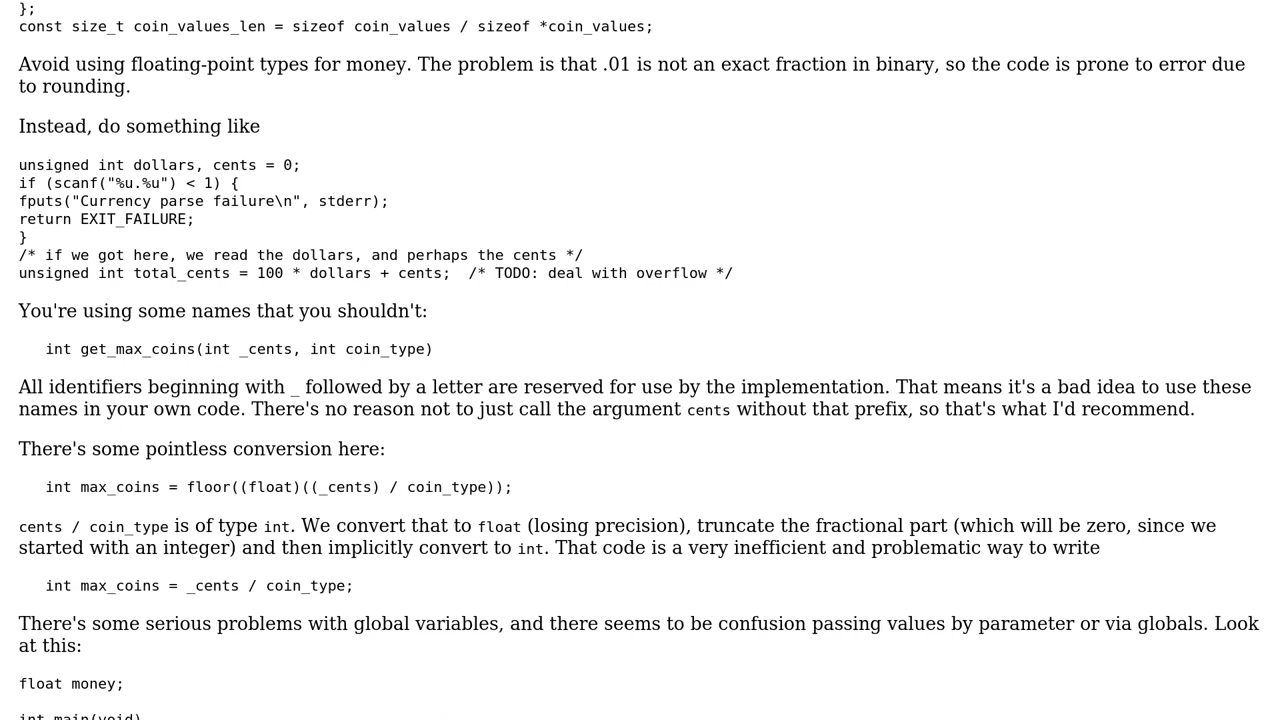 };
const size_t coin_values_len = sizeof coin_values / sizeof *coin_values;
Avoid using floating-point types for money. The problem is that .01 is not an exact fraction in binary, so the code is prone to error due
to rounding.
Instead, do something like
unsigned int dollars, cents = 0;
if (scanf("%u.%u") < 1) {
fputs("Currency parse failure\n", stderr);
return EXIT_FAILURE;
}
/* if we got here, we read the dollars, and perhaps the cents */
unsigned int total_cents = 100 * dollars + cents;  /* TODO: deal with overflow */
You're using some names that you shouldn't:
int get_max_coins(int _cents, int coin_type)
All identifiers beginning with _ followed by a letter are reserved for use by the implementation. That means it's a bad idea to use these
names in your own code. There's no reason not to just call the argument cents without that prefix, so that's what I'd recommend.
There's some pointless conversion here:
int max_coins = floor((float)((_cents) / coin_type));
cents / coin_type is of type int. We convert that to float (losing precision), truncate the fractional part (which will be zero, since we
started with an integer) and then implicitly convert to int. That code is a very inefficient and problematic way to write
int max_coins = _cents / coin_type;
There's some serious problems with global variables, and there seems to be confusion passing values by parameter or via globals. Look
at this:
float money;
int main(void)